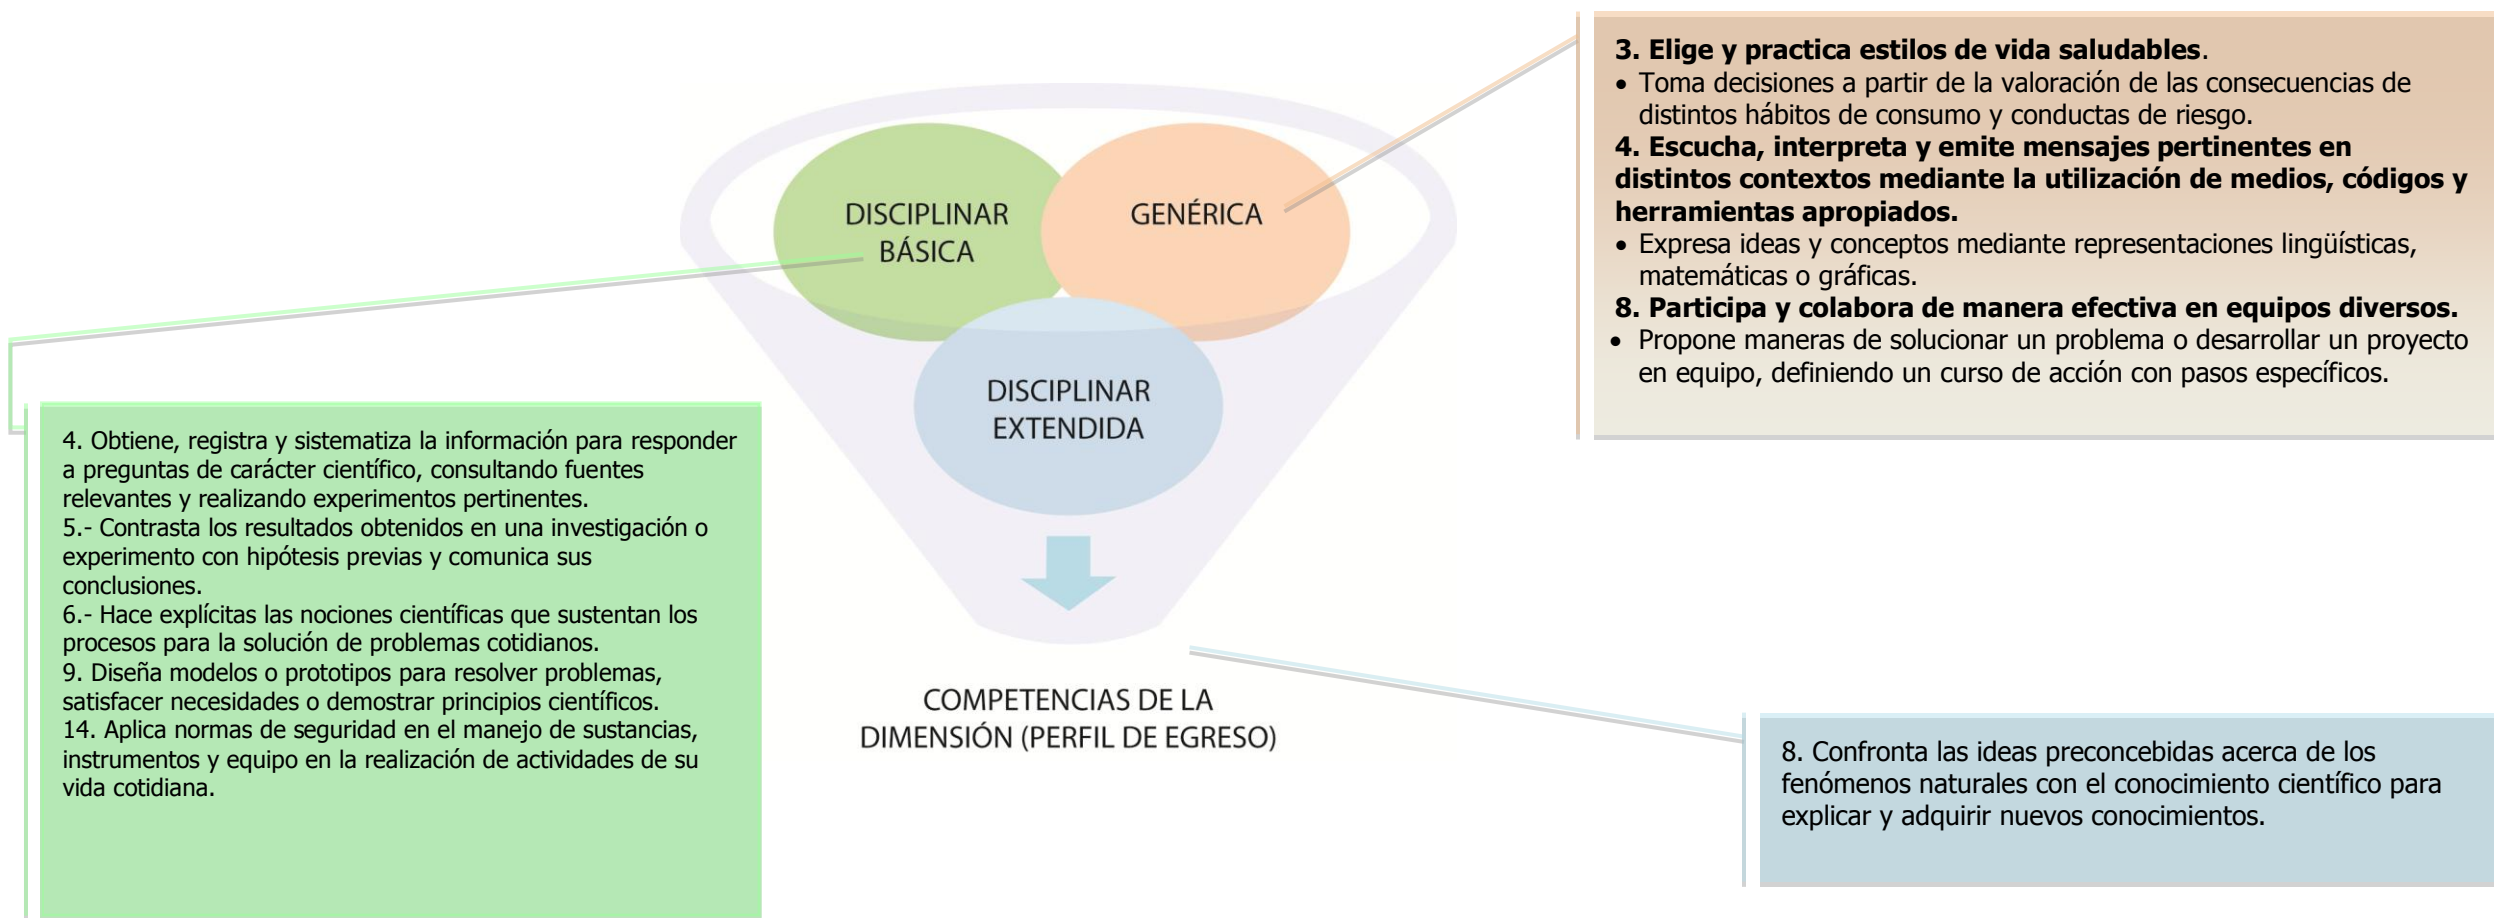 3. Elige y practica estilos de vida saludables.
• Toma decisiones a partir de la valoración de las consecuencias de
distintos hábitos de consumo y conductas de riesgo.
4. Escucha, interpreta y emite mensajes pertinentes en
distintos contextos mediante la utilización de medios, códigos y
herramientas apropiados.
• Expresa ideas y conceptos mediante representaciones lingüísticas,
matemáticas o gráficas.
8. Participa y colabora de manera efectiva en equipos diversos.
• Propone maneras de solucionar un problema o desarrollar un proyecto
en equipo, definiendo un curso de acción con pasos específicos.
DISCIPLINAR
BÁSICA
GENÉRICA
DISCIPLINAR
EXTENDIDA
4. Obtiene, registra y sistematiza la información para responder
a preguntas de carácter científico, consultando fuentes
relevantes y realizando experimentos pertinentes.
5.- Contrasta los resultados obtenidos en una investigación o
experimento con hipótesis previas y comunica sus
conclusiones.
6.- Hace explícitas las nociones científicas que sustentan los
procesos para la solución de problemas cotidianos.
9. Diseña modelos o prototipos para resolver problemas,
satisfacer necesidades o demostrar principios científicos.
14. Aplica normas de seguridad en el manejo de sustancias,
instrumentos y equipo en la realización de actividades de su
vida cotidiana.
COMPETENCIAS DE LA
DIMENSIÓN (PERFIL DE EGRESO)
8. Confronta las ideas preconcebidas acerca de los
fenómenos naturales con el conocimiento científico para
explicar y adquirir nuevos conocimientos.